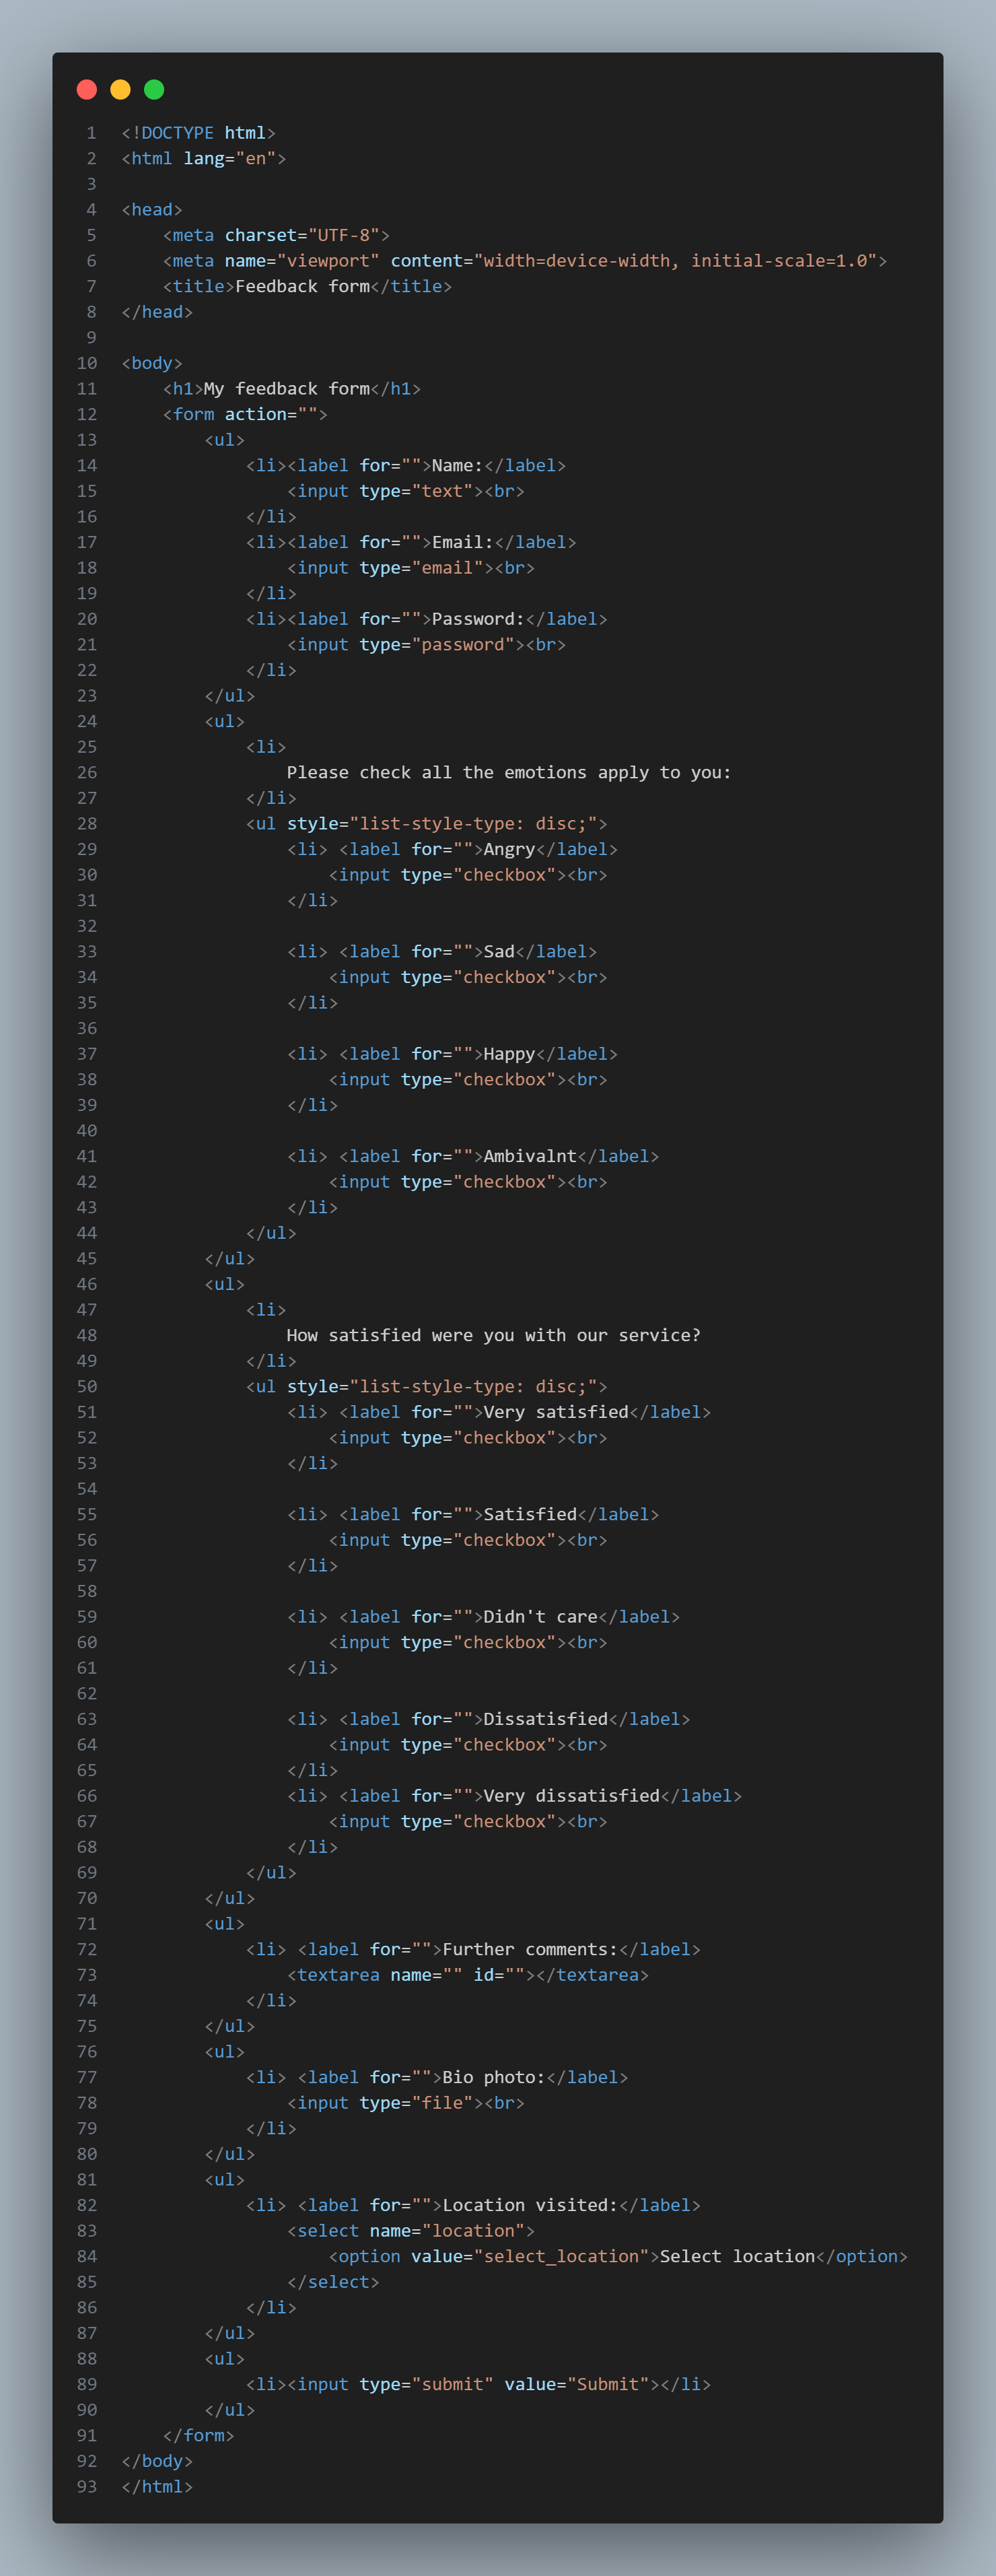 1 <!DOCTYPE html>
2 <html lang="en">
3
4 <head>
5     <meta charset="UTF-8">
6     <meta name="viewport" content="width=device-width, initial-scale=1.0">
7     <title>Feedback form</title>
8 </head>
9
10 <body>
11     <h1>My feedback form</h1>
12     <form action="">
13         <ul>
14             <li><label for="">Name:</label>
15                 <input type="text"><br>
16             </li>
17             <li><label for="">Email:</label>
18                 <input type="email"><br>
19             </li>
20             <li><label for="">Password:</label>
21                 <input type="password"><br>
22             </li>
23         </ul>
24         <ul>
25             <li>
26                 Please check all the emotions apply to you:
27             </li>
28             <ul style="list-style-type: disc;">
29                 <li> <label for="">Angry</label>
30                     <input type="checkbox"><br>
31                 </li>
32
33                 <li> <label for="">Sad</label>
34                     <input type="checkbox"><br>
35                 </li>
36
37                 <li> <label for="">Happy</label>
38                     <input type="checkbox"><br>
39                 </li>
40
41                 <li> <label for="">Ambivalnt</label>
42                     <input type="checkbox"><br>
43                 </li>
44             </ul>
45         </ul>
46         <ul>
47             <li>
48                 How satisfied were you with our service?
49             </li>
50             <ul style="list-style-type: disc;">
51                 <li> <label for="">Very satisfied</label>
52                     <input type="checkbox"><br>
53                 </li>
54
55                 <li> <label for="">Satisfied</label>
56                     <input type="checkbox"><br>
57                 </li>
58
59                 <li> <label for="">Didn't care</label>
60                     <input type="checkbox"><br>
61                 </li>
62
63                 <li> <label for="">Dissatisfied</label>
64                     <input type="checkbox"><br>
65                 </li>
66                 <li> <label for="">Very dissatisfied</label>
67                     <input type="checkbox"><br>
68                 </li>
69             </ul>
70         </ul>
71         <ul>
72             <li> <label for="">Further comments:</label>
73                 <textarea name="" id=""></textarea>
74             </li>
75         </ul>
76         <ul>
77             <li> <label for="">Bio photo:</label>
78                 <input type="file"><br>
79             </li>
80         </ul>
81         <ul>
82             <li> <label for="">Location visited:</label>
83                 <select name="location">
84                     <option value="select_location">Select location</option>
85                 </select>
86             </li>
87         </ul>
88         <ul>
89             <li><input type="submit" value="Submit"></li>
90         </ul>
91     </form>
92 </body>
93 </html>